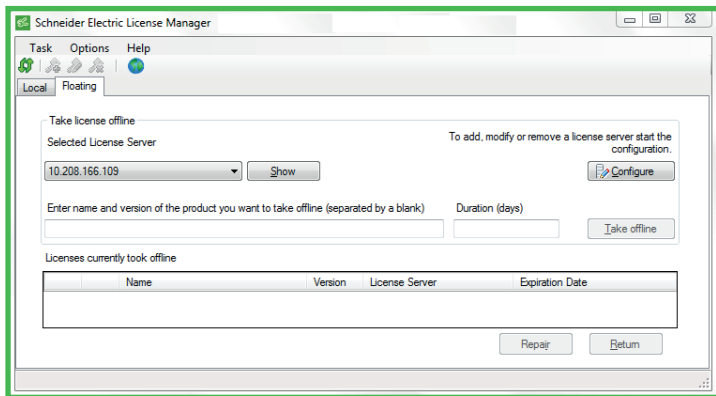 Schneider Electric License Manager
Task Options Help
Local Floating
Take license offline
Selected License Server
To add, modify or remove a license server start the
configuration.
10.208.166.109 Show Configure
Enter name and version of the product you want to take offline (separated by a blank) Duration (days)
Take offline
Licenses currently took offline
Name Version License Server Expiration Date
Repair Return